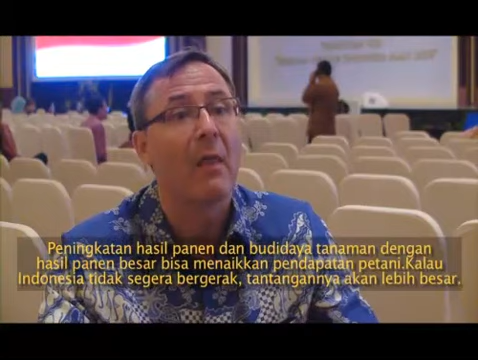 Peningkatan hasil panen dan budidaya tanaman dengan
hasil panen besar bisa menaikkan pendapatan petani.Kalau
Indonesia tidak segera bergerak, tantangannya akan lebih besar.